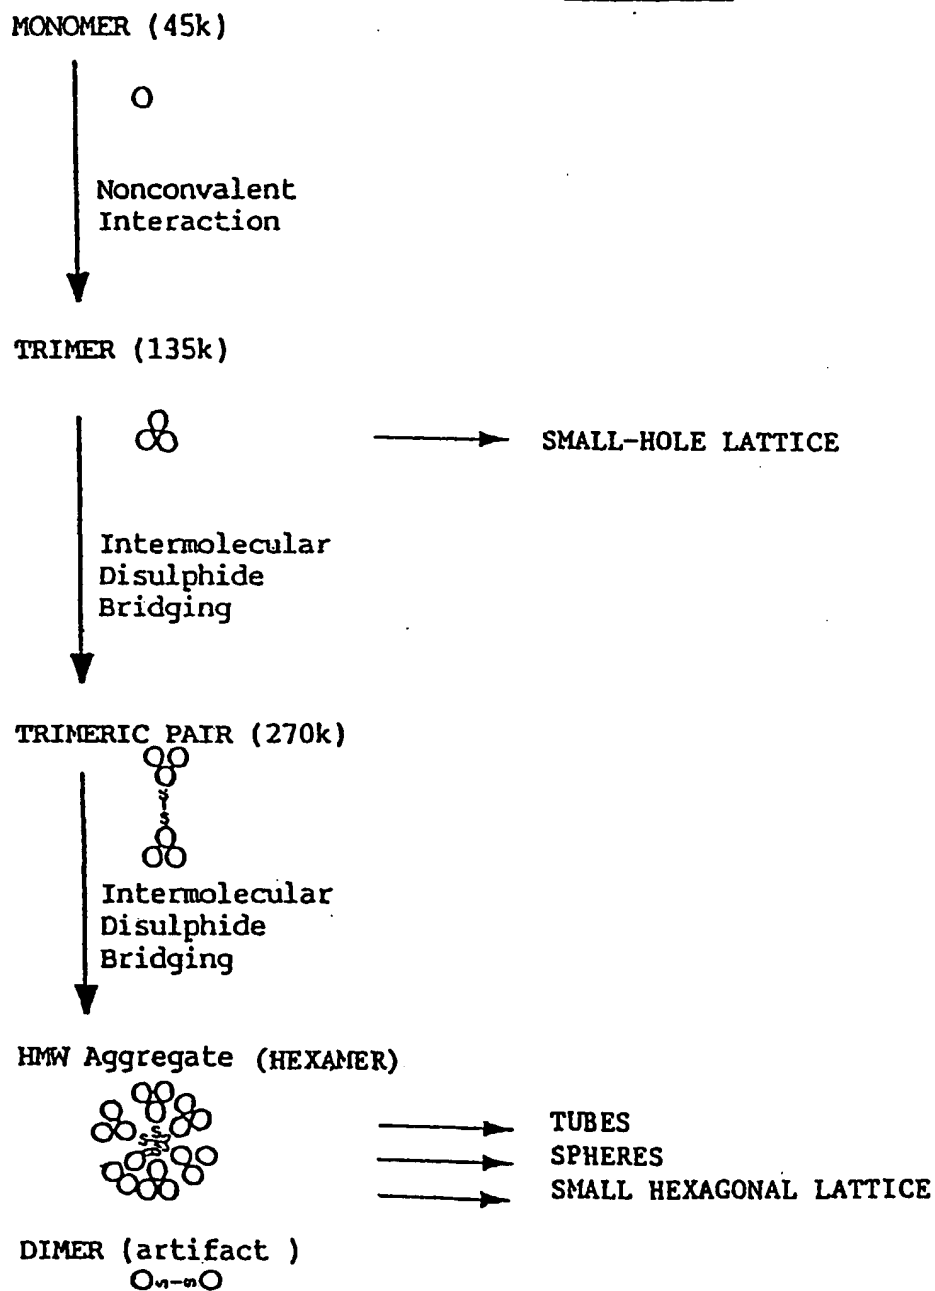 MONOMER (45k)
Nonconvalent
Interaction
TRIMER (135k)
SMALL-HOLE LATTICE
Intermolecular
Disulphide
Bridging
TRIMERIC PAIR (270k)
S
S
Intermolecular
Disulphide
Bridging
HMW Aggregate (HEXAMER)
TUBES
SPHERES
SMALL HEXAGONAL LATTICE
DIMER (artifact )
S-S